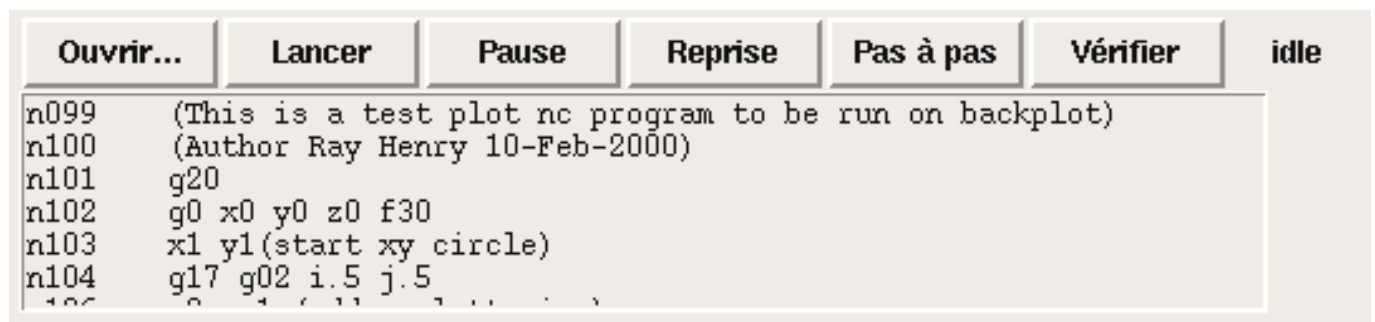 Ouvrir... Lancer Pause Reprise Pas à pas Vérifier idle
n099 (This is a test plot nc program to be run on backplot)
n100 (Author Ray Henry 10-Feb-2000)
n101 g20
n102 g0 x0 y0 z0 f30
n103 x1 y1(start xy circle)
n104 g17 g02 i.5 j.5